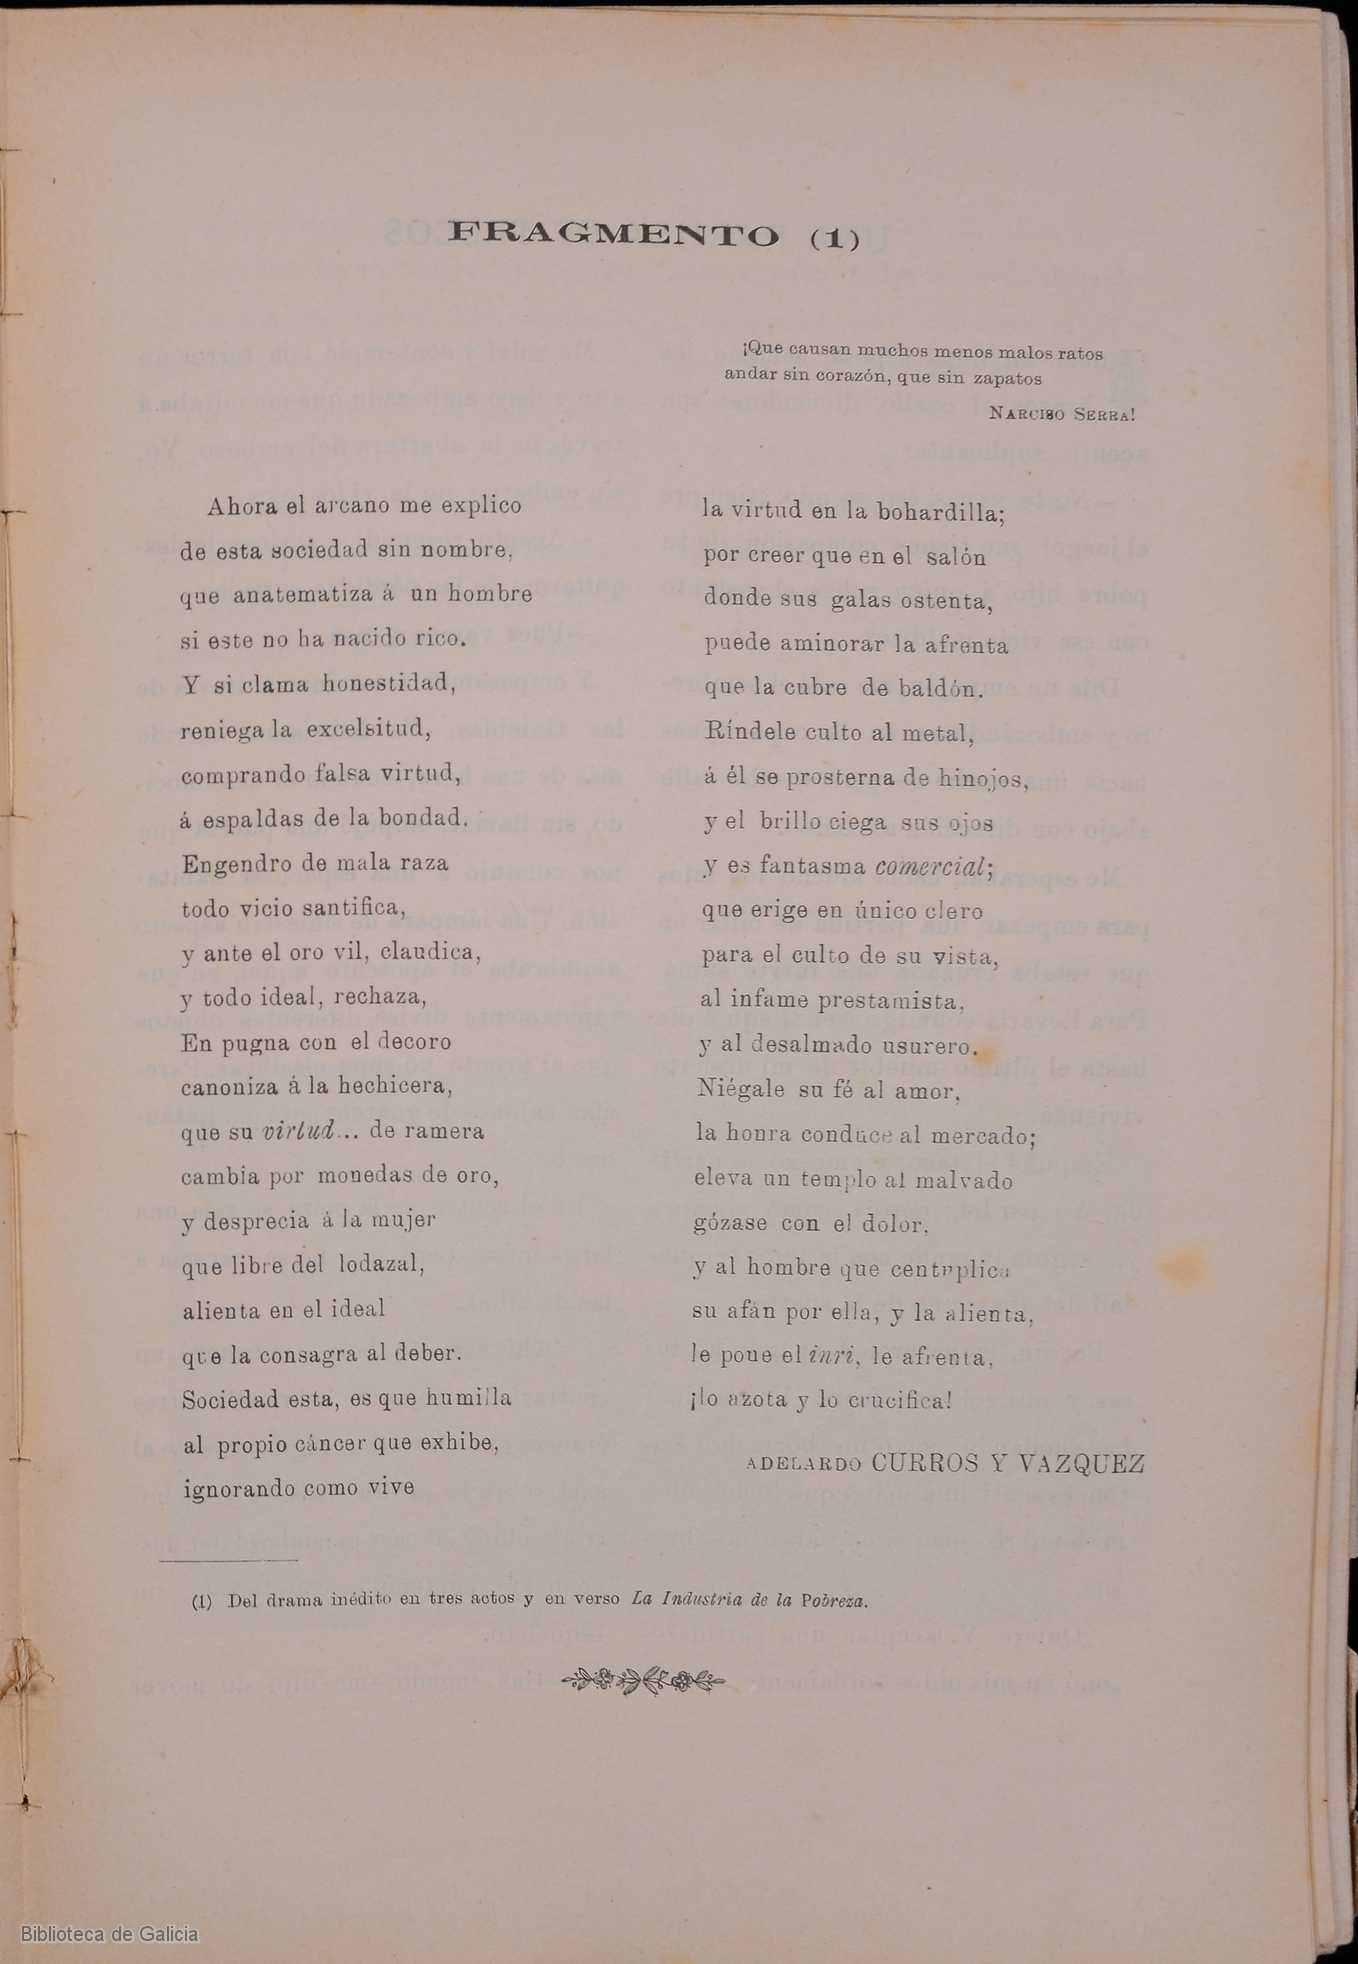 FRAGMENTO (1)
¡Que causan muchos menos malos ratos
andar sin corazón, que sin zapatos
NARCISO SERRA!
Ahora el arcano me explico
de esta sociedad sin nombre,
que anatematiza á un hombre
si este no ha nacido rico.
Y si clama honestidad,
reniega la excelsitud,
comprando falsa virtud,
á espaldas de la bondad.
Engendro de mala raza
todo vicio santifica,
y ante el oro vil, claudica,
y todo ideal, rechaza,
En pugna con el decoro
canoniza á la hechicera,
que su virtud... de ramera
cambia por monedas de oro,
y desprecia á la mujer
que libre del lodazal,
alienta en el ideal
que la consagra al deber.
Sociedad esta, es que humilla
al propio cáncer que exhibe,
ignorando como vive
la virtud en la bohardilla;
por creer que en el salón
donde sus galas ostenta,
puede aminorar la afrenta
que la cubre de baldón.
Ríndele culto al metal,
á él se prosterna de hinojos,
y el brillo ciega sus ojos
y es fantasma comercial;
que erige en único clero
para el culto de su vista,
al infame prestamista,
y al desalmado usurero.
Niégale su fé al amor,
la honra conduce al mercado;
eleva un templo al malvado
gózase con el dolor,
y al hombre que centuplica
su afán por ella, y la alienta,
le pone el inri, le afrenta,
¡lo azota y lo crucifica!
ADELARDO CURROS Y VAZQUEZ
(1) Del drama inédito en tres actos y en verso La Industria de la Pobreza.
Biblioteca de Galicia